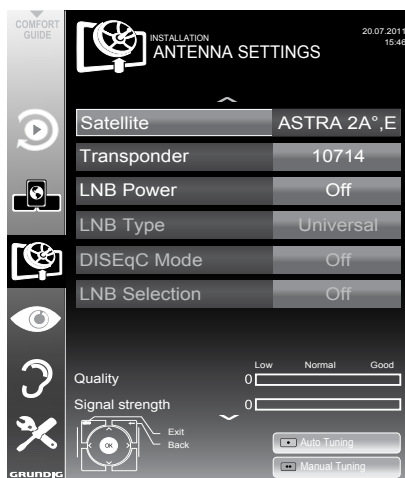 COMFORT
GUIDE
INSTALLATION
ANTENNA SETTINGS
20.07.2011
15:46
Satellite ASTRA 2A°,E
Transponder 10714
LNB Power Off
LNB Type Universal
DISEqC Mode Off
LNB Selection Off
Low Normal Good
Quality 0
Signal strength 0
Exit
Back
OK
Auto Tuning
Manual Tuning
GRUNDIG